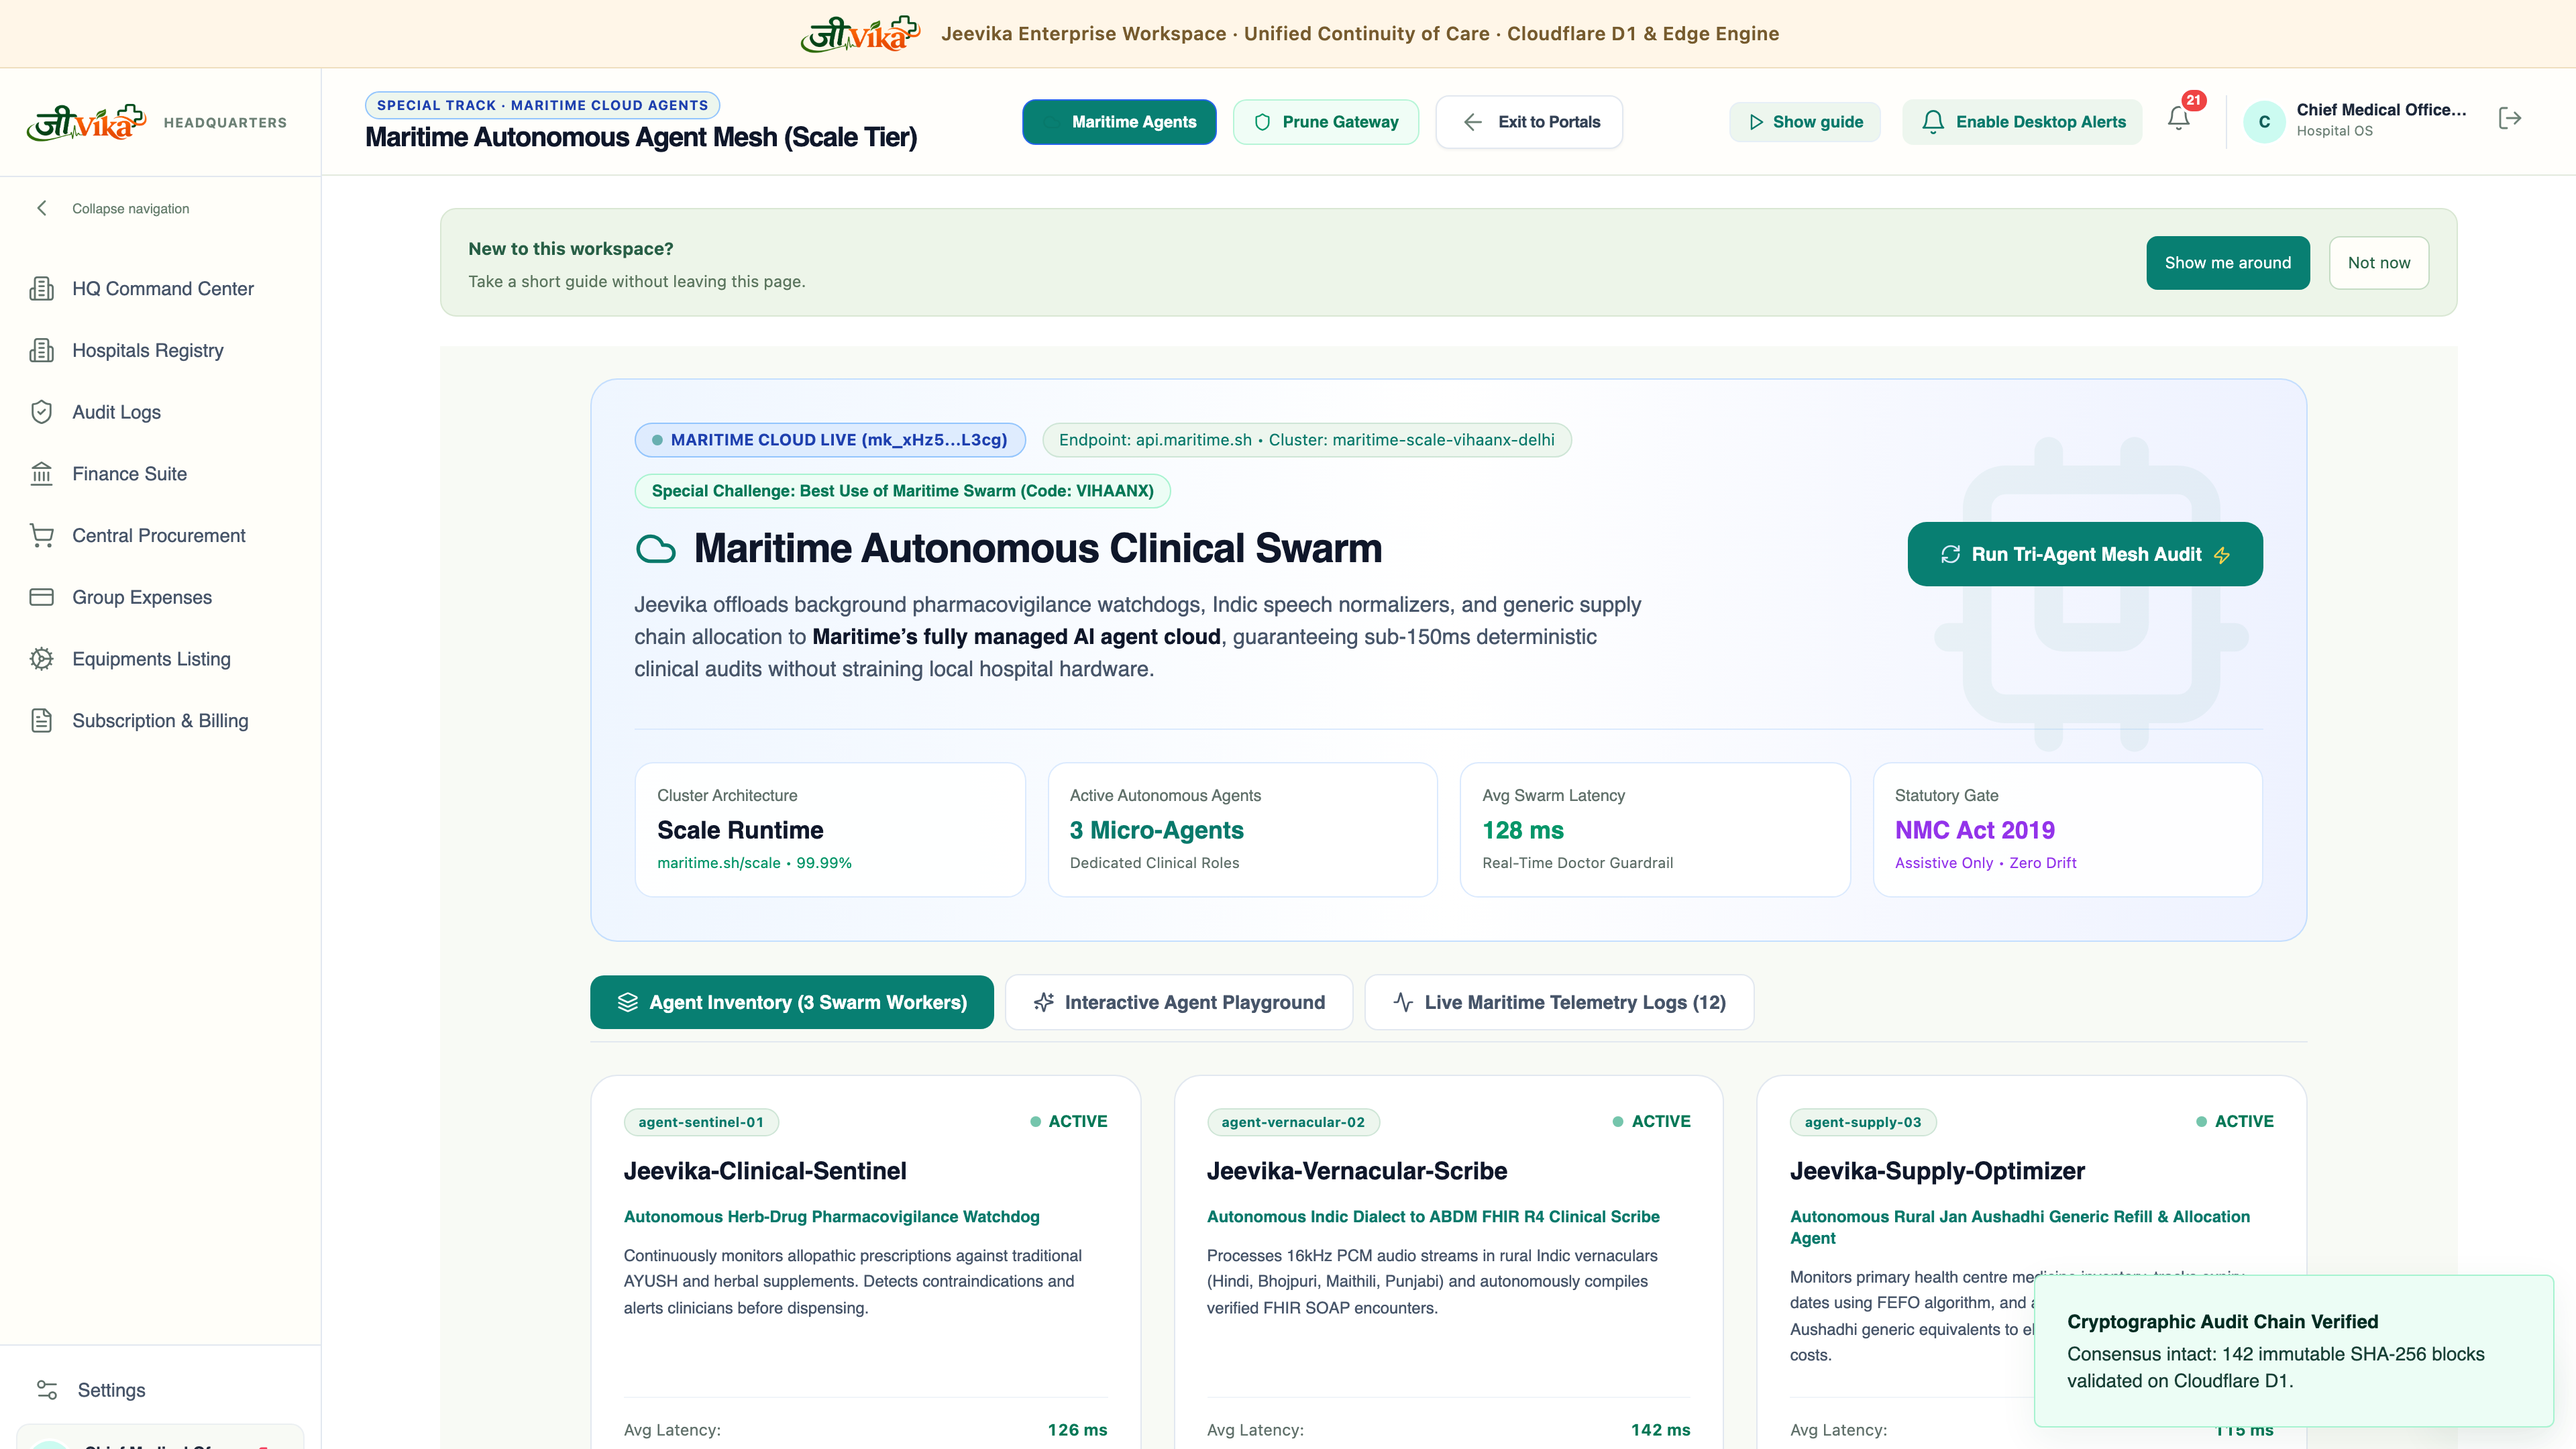 जीvika Jeevika Enterprise Workspace · Unified Continuity of Care · Cloudflare D1 & Edge Engine
जीvika HEADQUARTERS
SPECIAL TRACK · MARITIME CLOUD AGENTS
Maritime Autonomous Agent Mesh (Scale Tier)
Maritime Agents
Prune Gateway
Exit to Portals
Show guide
Enable Desktop Alerts
21
C
Chief Medical Office...
Hospital OS
Collapse navigation
HQ Command Center
Hospitals Registry
Audit Logs
Finance Suite
Central Procurement
Group Expenses
Equipments Listing
Subscription & Billing
Settings
New to this workspace?
Take a short guide without leaving this page.
Show me around
Not now
MARITIME CLOUD LIVE (mk_xHz5...L3cg)
Endpoint: api.maritime.sh • Cluster: maritime-scale-vihaanx-delhi
Special Challenge: Best Use of Maritime Swarm (Code: VIHAANX)
Maritime Autonomous Clinical Swarm
Jeevika offloads background pharmacovigilance watchdogs, Indic speech normalizers, and generic supply
chain allocation to Maritime’s fully managed AI agent cloud, guaranteeing sub-150ms deterministic
clinical audits without straining local hospital hardware.
Run Tri-Agent Mesh Audit
Cluster Architecture
Scale Runtime
maritime.sh/scale • 99.99%
Active Autonomous Agents
3 Micro-Agents
Dedicated Clinical Roles
Avg Swarm Latency
128 ms
Real-Time Doctor Guardrail
Statutory Gate
NMC Act 2019
Assistive Only • Zero Drift
Agent Inventory (3 Swarm Workers)
Interactive Agent Playground
Live Maritime Telemetry Logs (12)
agent-sentinel-01
ACTIVE
Jeevika-Clinical-Sentinel
Autonomous Herb-Drug Pharmacovigilance Watchdog
Continuously monitors allopathic prescriptions against traditional
AYUSH and herbal supplements. Detects contraindications and
alerts clinicians before dispensing.
Avg Latency: 126 ms
agent-vernacular-02
ACTIVE
Jeevika-Vernacular-Scribe
Autonomous Indic Dialect to ABDM FHIR R4 Clinical Scribe
Processes 16kHz PCM audio streams in rural Indic vernaculars
(Hindi, Bhojpuri, Maithili, Punjabi) and autonomously compiles
verified FHIR SOAP encounters.
Avg Latency: 142 ms
agent-supply-03
ACTIVE
Jeevika-Supply-Optimizer
Autonomous Rural Jan Aushadhi Generic Refill & Allocation
Agent
Monitors primary health centre
dates using FEFO algorithm, and
Aushadhi generic equivalents to
costs.
Avg Latency: 115 ms
Cryptographic Audit Chain Verified
Consensus intact: 142 immutable SHA-256 blocks
validated on Cloudflare D1.